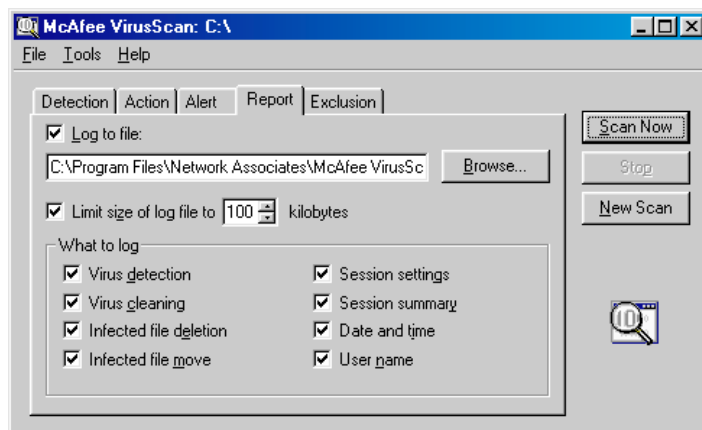 McAfee VirusScan: C:\
File Tools Help
Detection Action Alert Report Exclusion
Log to file:
C:\Program Files\Network Associates\McAfee VirusSc
Browse...
Limit size of log file to 100 kilobytes
What to log
Virus detection
Virus cleaning
Infected file deletion
Infected file move
Session settings
Session summary
Date and time
User name
Scan Now
Stop
New Scan